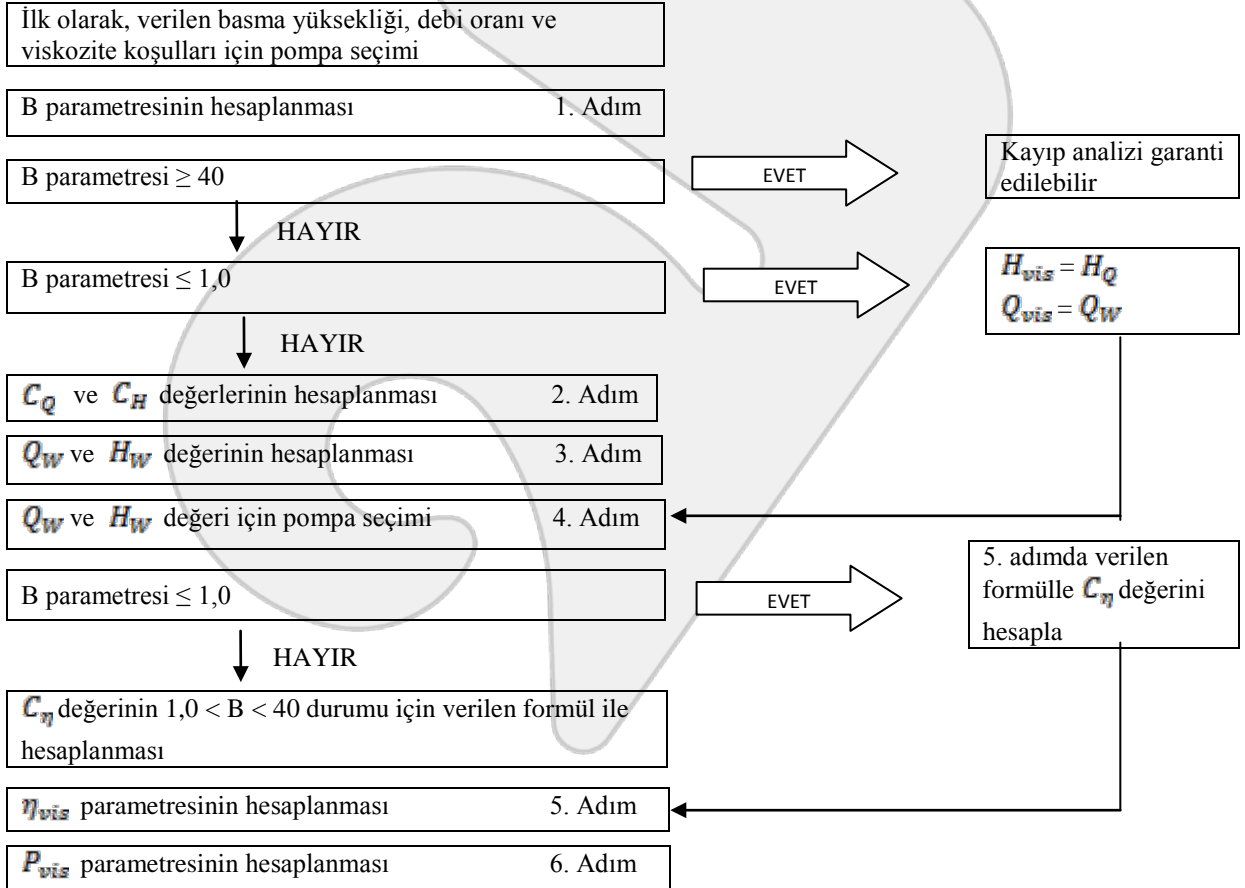 İlk olarak, verilen basma yüksekliği, debi oranı ve
viskozite koşulları için pompa seçimi
B parametresinin hesaplanması 1. Adım
B parametresi ≥ 40
EVET
Kayıp analizi garanti
edilebilir
HAYIR
B parametresi ≤ 1,0
EVET
H_vis = H_Q
Q_vis = Q_W
HAYIR
C_Q ve C_H değerlerinin hesaplanması 2. Adım
Q_W ve H_W değerinin hesaplanması 3. Adım
Q_W ve H_W değeri için pompa seçimi 4. Adım
B parametresi ≤ 1,0
EVET
5. adımda verilen
formülle C_η değerini
hesapla
HAYIR
C_η değerinin 1,0 < B < 40 durumu için verilen formül ile
hesaplanması
η_vis parametresinin hesaplanması 5. Adım
P_vis parametresinin hesaplanması 6. Adım